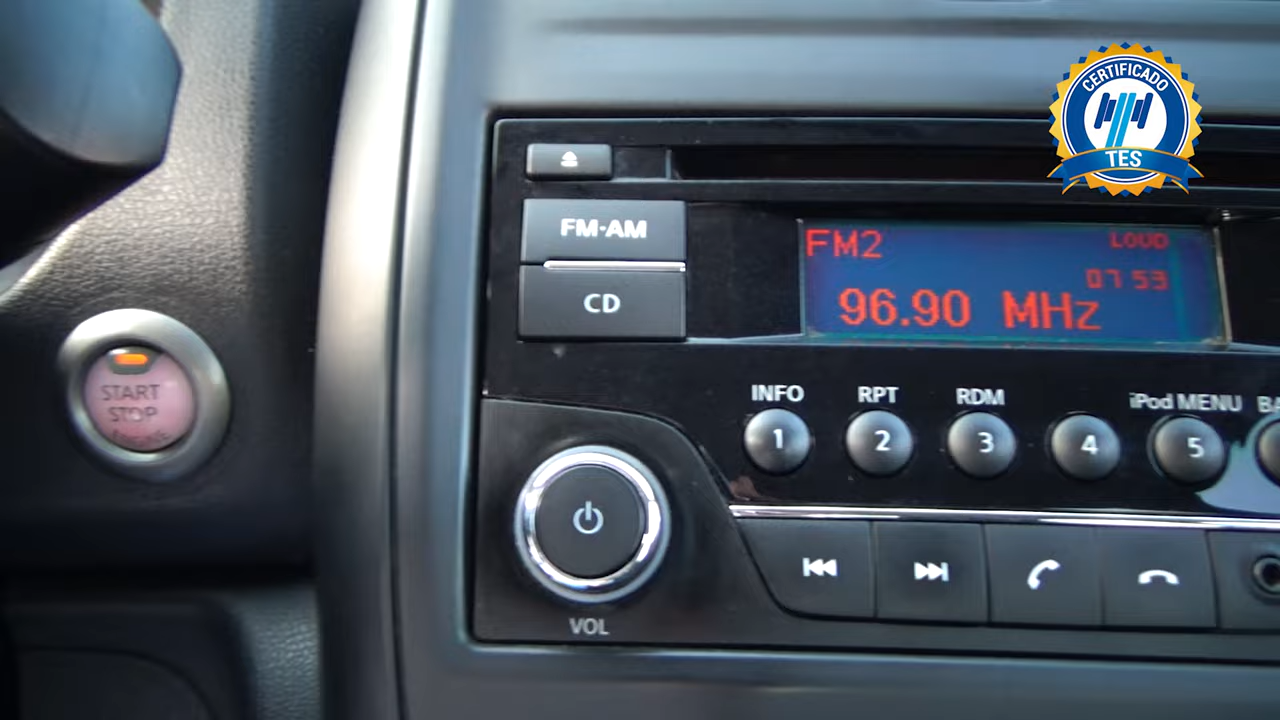 CERTIFICADO
TES
FM·AM
CD
FM2
LOUD
07 53
96.90 MHz
START
STOP
INFO
RPT
RDM
iPod MENU
BA
1
2
3
4
5
VOL